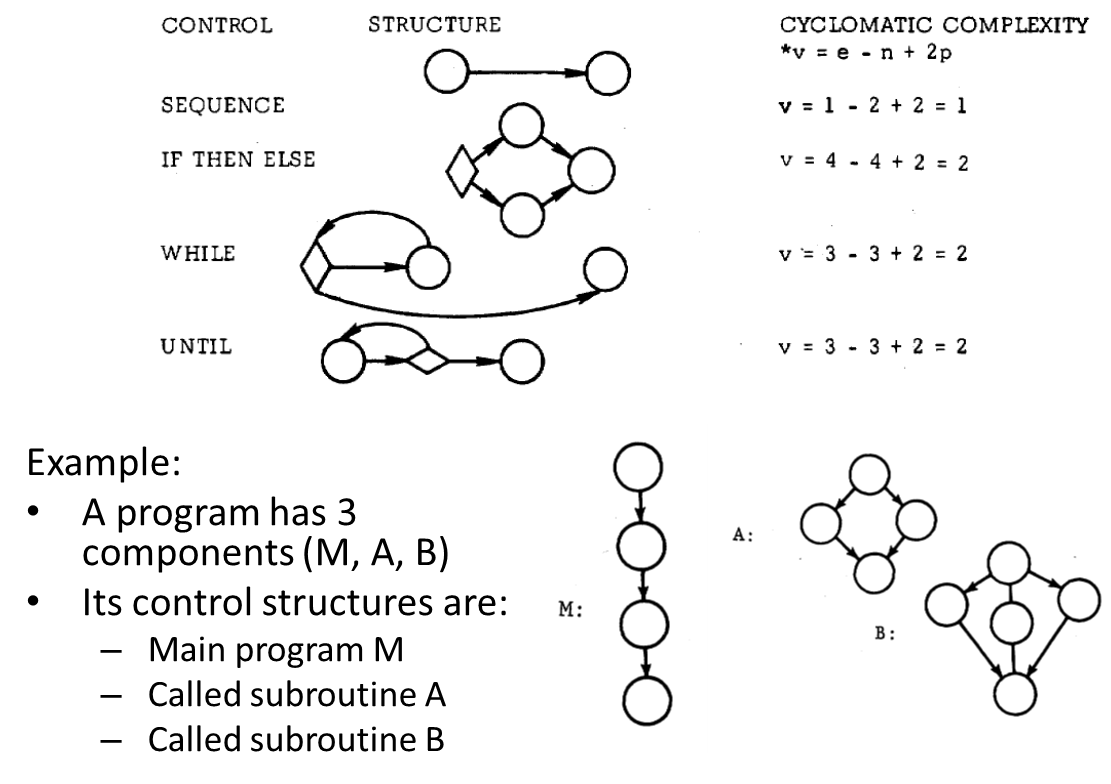 CONTROL STRUCTURE CYCLOMATIC COMPLEXITY
*v = e - n + 2p
SEQUENCE v = 1 - 2 + 2 = 1
IF THEN ELSE v = 4 - 4 + 2 = 2
WHILE v = 3 - 3 + 2 = 2
UNTIL v = 3 - 3 + 2 = 2
Example:
• A program has 3
components (M, A, B)
• Its control structures are:
– Main program M
– Called subroutine A
– Called subroutine B
M:
A:
B: